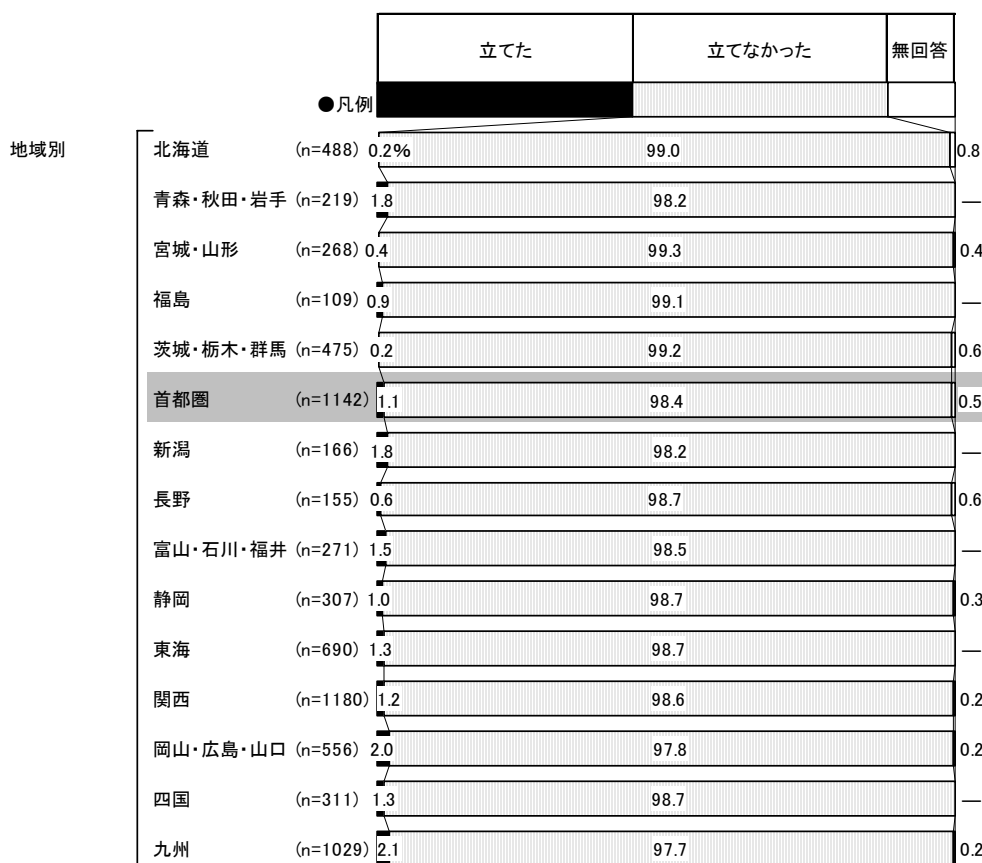 立てた 立てなかった 無回答
●凡例
地域別 北海道 (n=488) 0.2% 99.0 0.8
青森・秋田・岩手 (n=219) 1.8 98.2 —
宮城・山形 (n=268) 0.4 99.3 0.4
福島 (n=109) 0.9 99.1 —
茨城・栃木・群馬 (n=475) 0.2 99.2 0.6
首都圏 (n=1142) 1.1 98.4 0.5
新潟 (n=166) 1.8 98.2 —
長野 (n=155) 0.6 98.7 0.6
富山・石川・福井 (n=271) 1.5 98.5 —
静岡 (n=307) 1.0 98.7 0.3
東海 (n=690) 1.3 98.7 —
関西 (n=1180) 1.2 98.6 0.2
岡山・広島・山口 (n=556) 2.0 97.8 0.2
四国 (n=311) 1.3 98.7 —
九州 (n=1029) 2.1 97.7 0.2